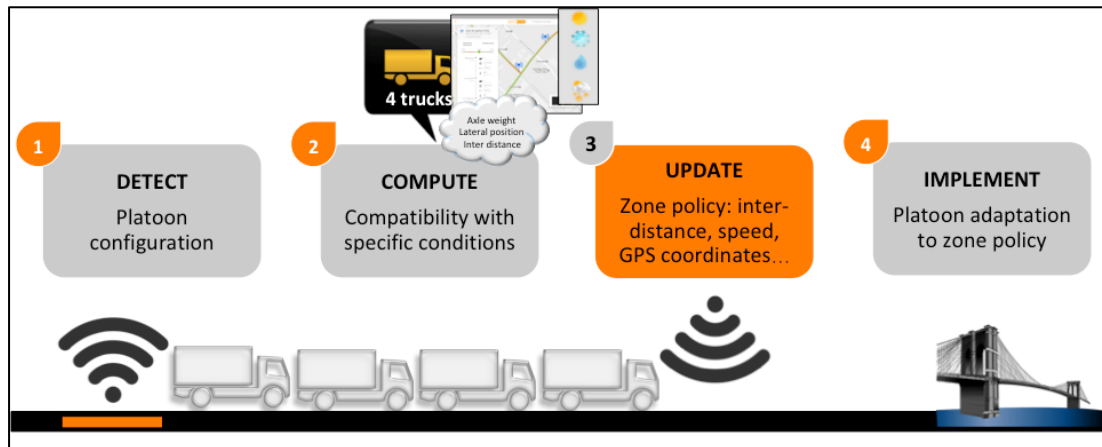 4 trucks
Axle weight
Lateral position
Inter distance
1
DETECT
Platoon
configuration
2
COMPUTE
Compatibility with
specific conditions
3
UPDATE
Zone policy: inter-
distance, speed,
GPS coordinates…
4
IMPLEMENT
Platoon adaptation
to zone policy